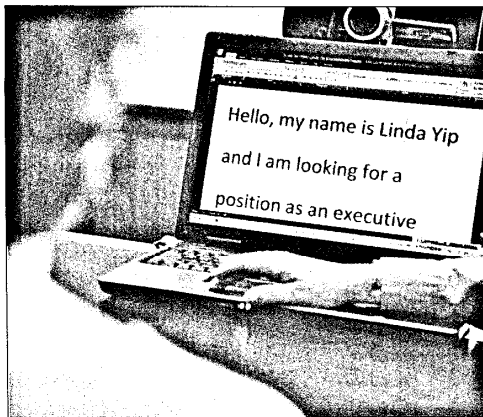 Hello, my name is Linda Yip
and I am looking for a
position as an executive